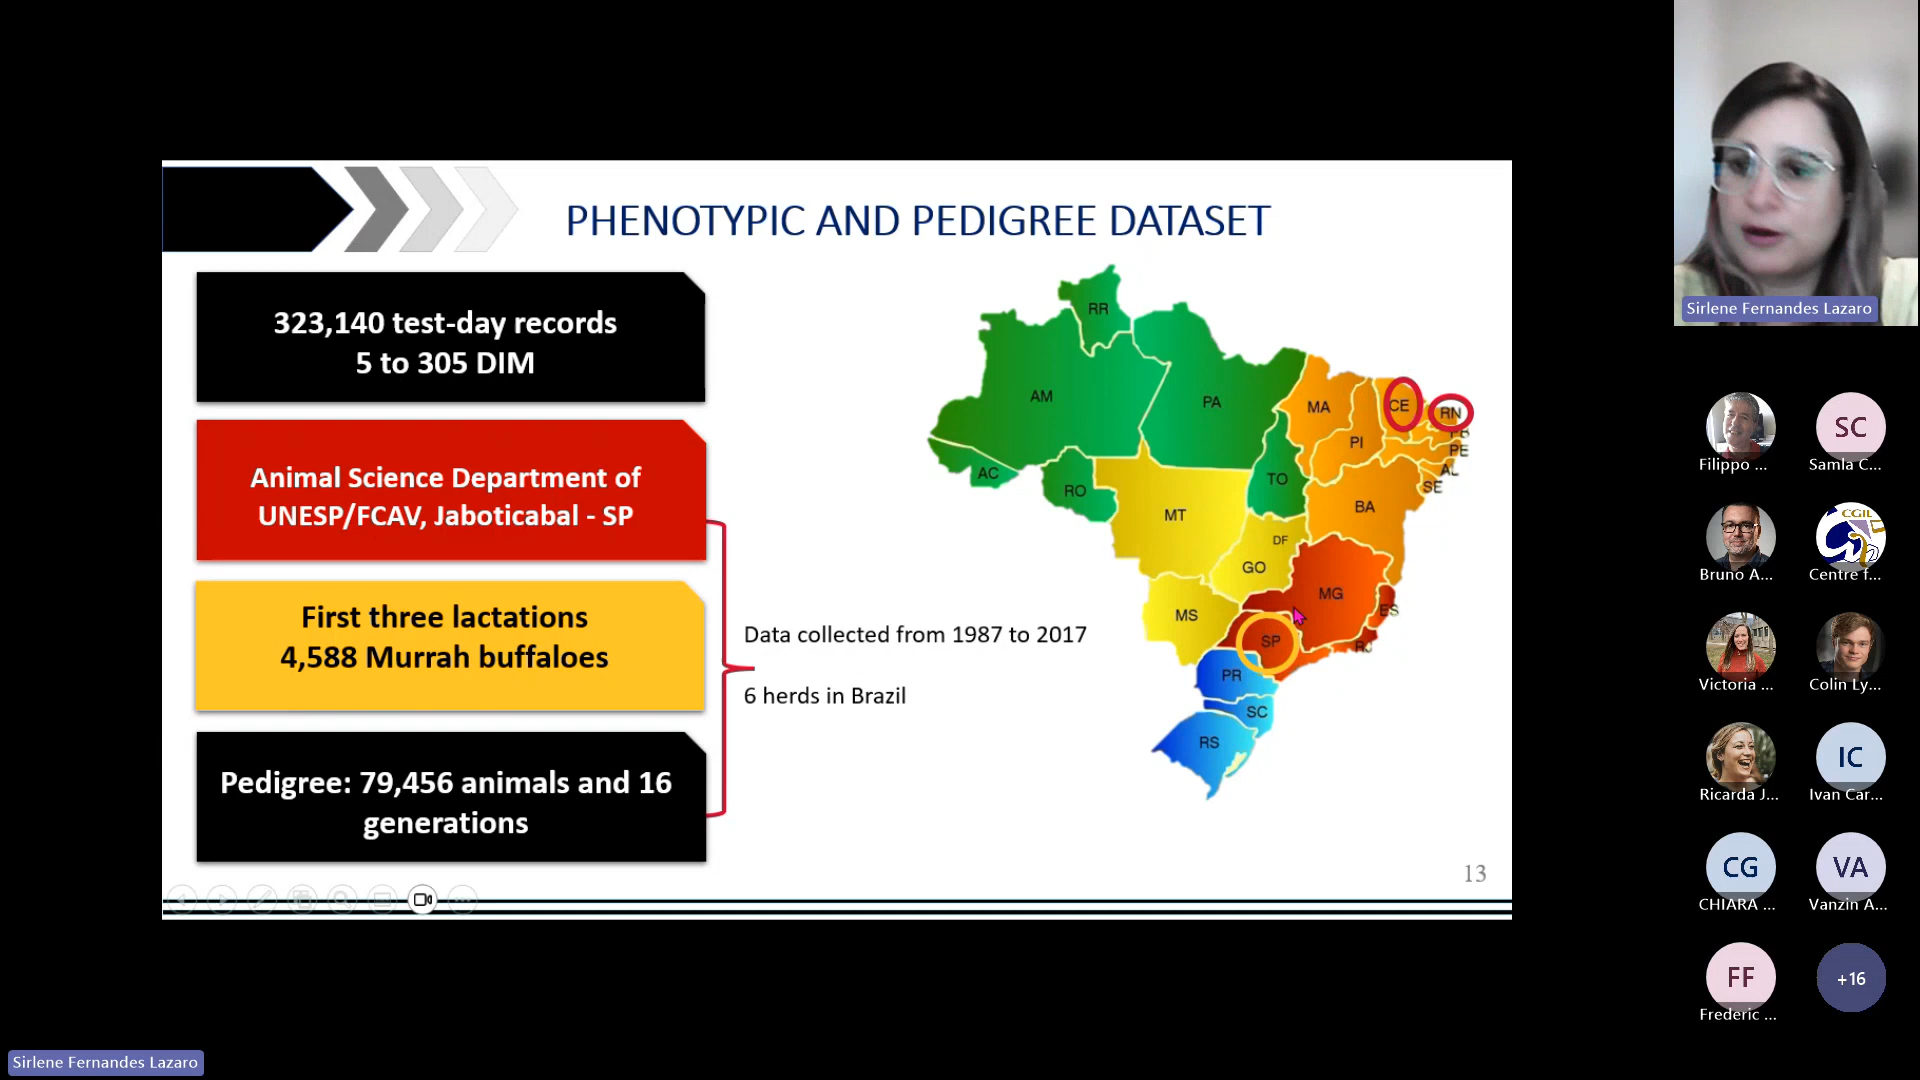 PHENOTYPIC AND PEDIGREE DATASET
323,140 test-day records
5 to 305 DIM
Animal Science Department of
UNESP/FCAV, Jaboticabal - SP
First three lactations
4,588 Murrah buffaloes
Pedigree: 79,456 animals and 16
generations
Data collected from 1987 to 2017
6 herds in Brazil
RR
AM
PA
AC
RO
TO
MA
PI
CE
RN
PB
PE
AL
SE
BA
MT
DF
GO
MS
MG
ES
RJ
SP
PR
SC
RS
13
Sirlene Fernandes Lazaro
Filippo ...
SC
Samla C...
Bruno A...
CGIL
Centre f...
Victoria ...
Colin Ly...
Ricarda J...
IC
Ivan Car...
CG
CHIARA ...
VA
Vanzin A...
FF
Frederic ...
+16
Sirlene Fernandes Lazaro